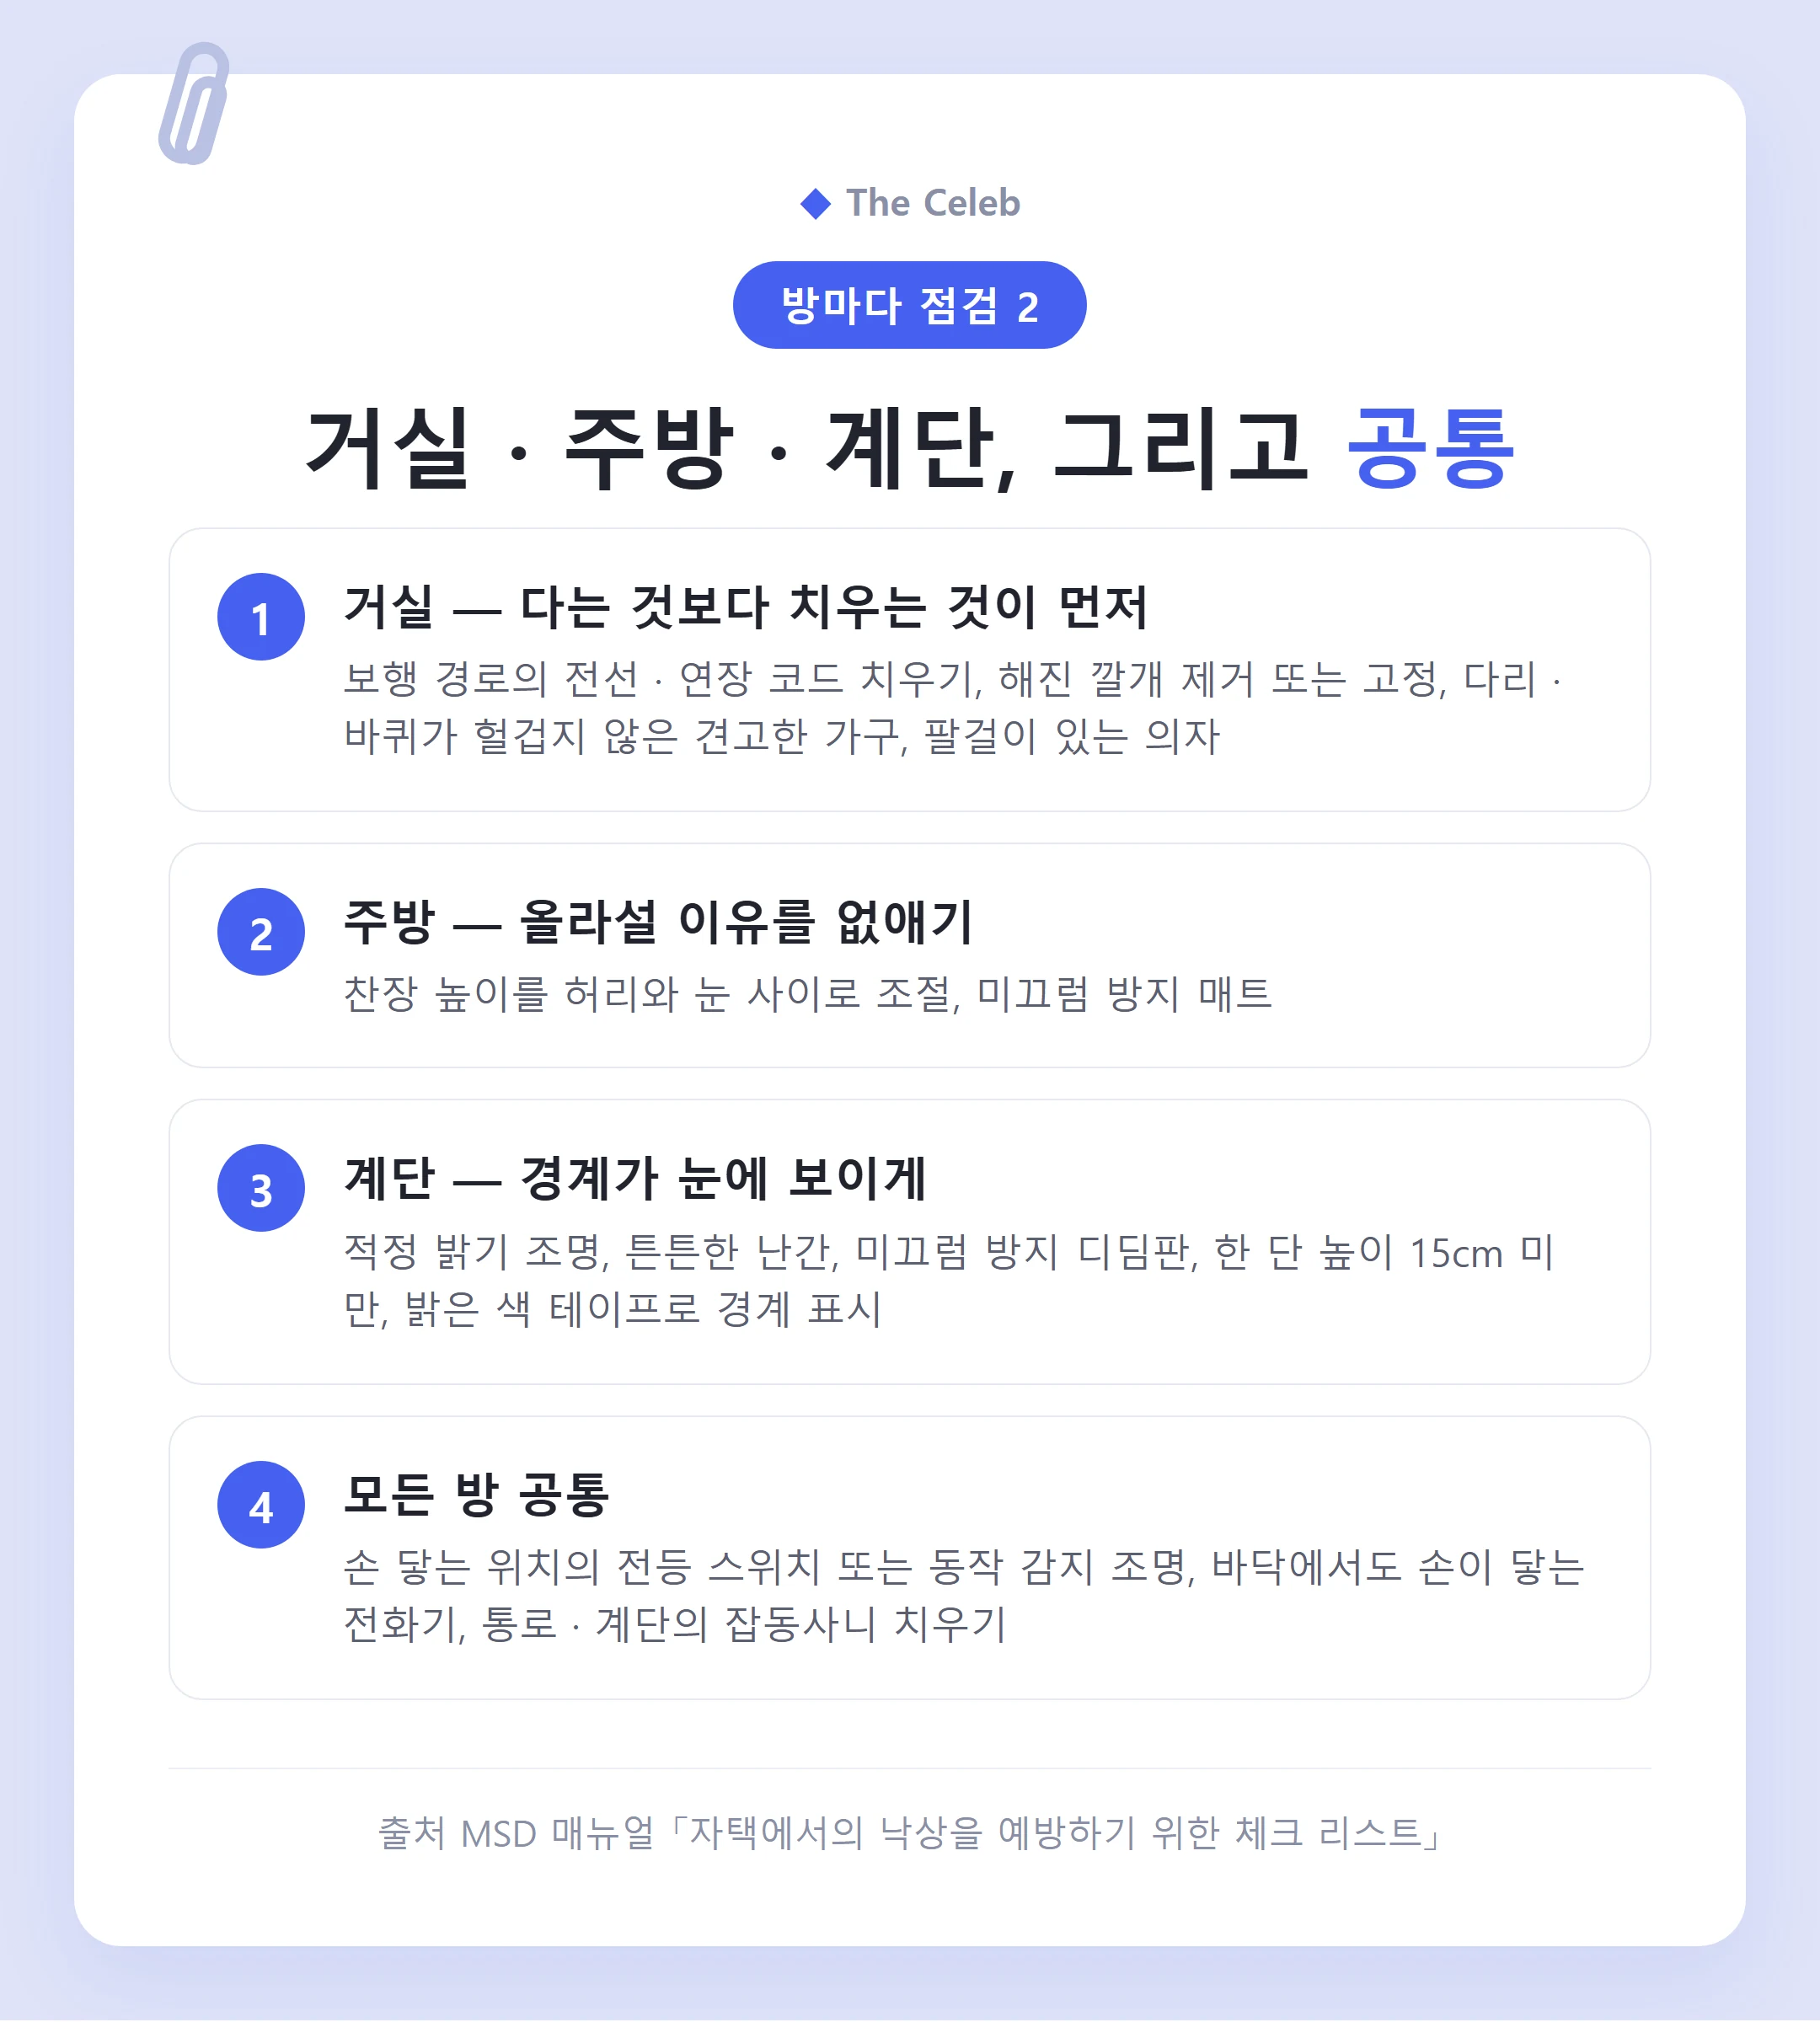 ◆ The Celeb
방마다 점검 2
거실 · 주방 · 계단, 그리고 공통
1
거실 — 다는 것보다 치우는 것이 먼저
보행 경로의 전선 · 연장 코드 치우기, 해진 깔개 제거 또는 고정, 다리 ·
바퀴가 헐겁지 않은 견고한 가구, 팔걸이 있는 의자
2
주방 — 올라설 이유를 없애기
찬장 높이를 허리와 눈 사이로 조절, 미끄럼 방지 매트
3
계단 — 경계가 눈에 보이게
적정 밝기 조명, 튼튼한 난간, 미끄럼 방지 디딤판, 한 단 높이 15cm 미
만, 밝은 색 테이프로 경계 표시
4
모든 방 공통
손 닿는 위치의 전등 스위치 또는 동작 감지 조명, 바닥에서도 손이 닿는
전화기, 통로 · 계단의 잡동사니 치우기
출처 MSD 매뉴얼 「자택에서의 낙상을 예방하기 위한 체크 리스트」